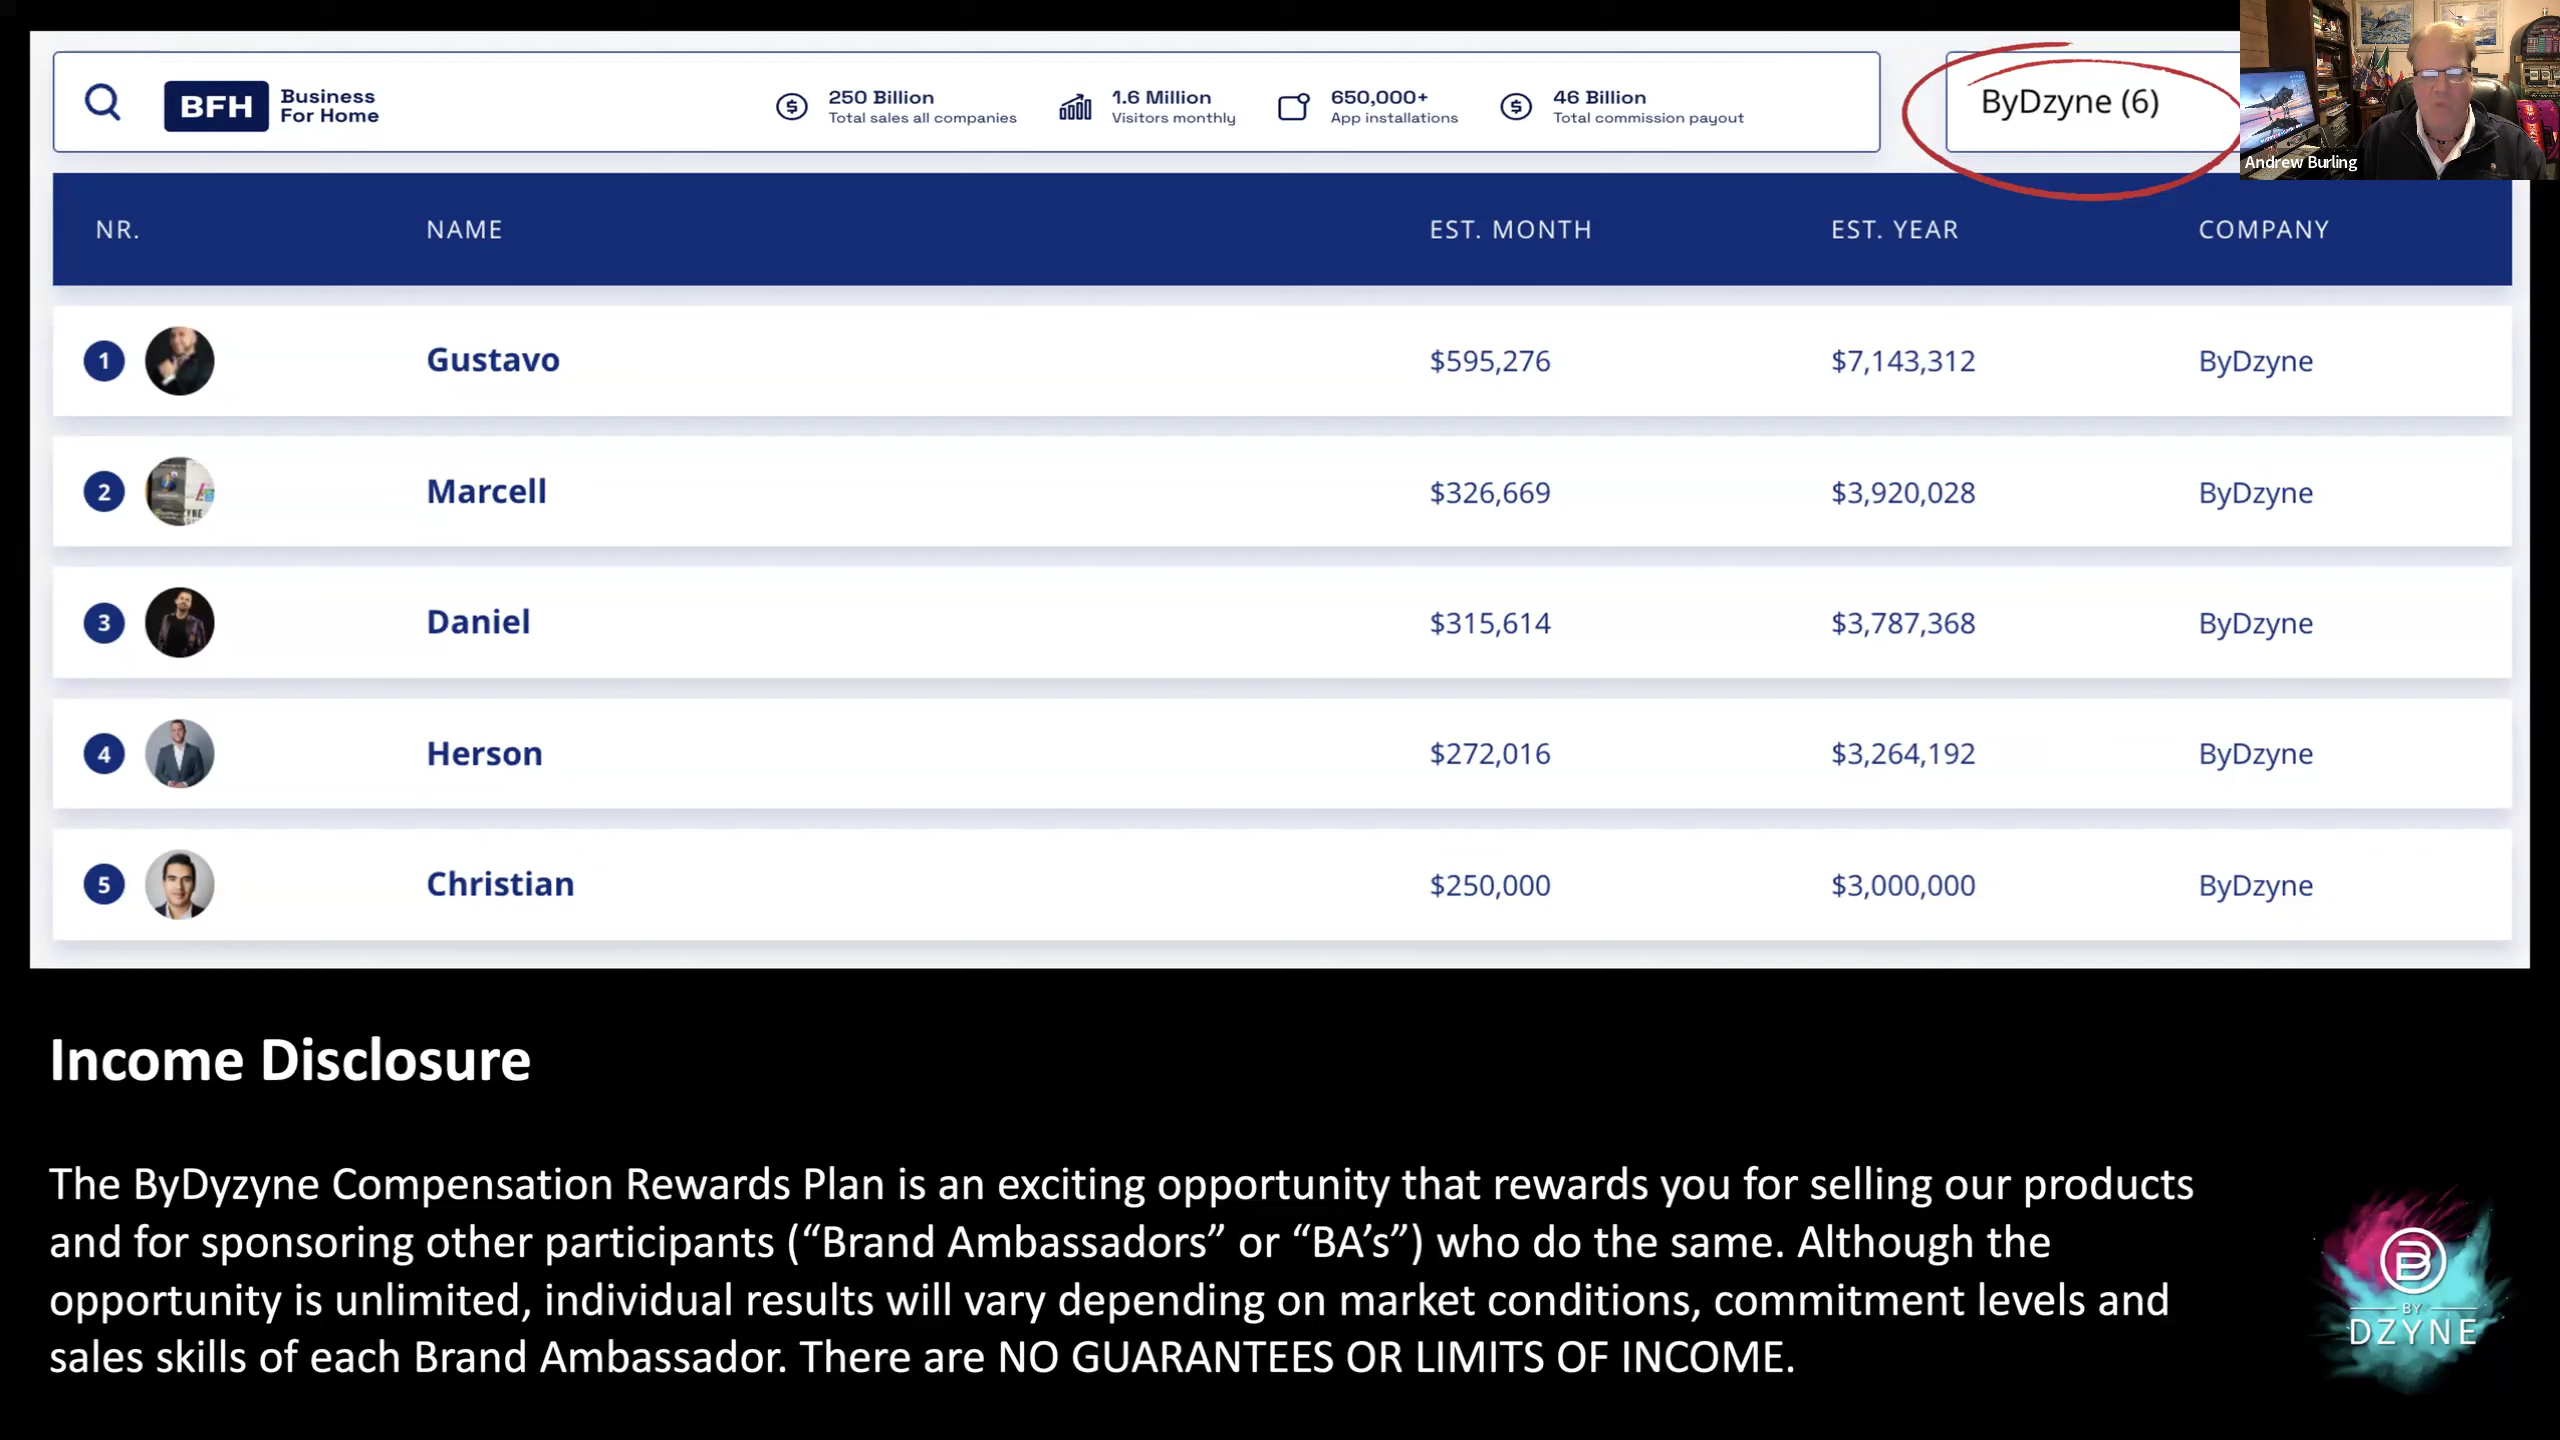 BFH Business
For Home
250 Billion
Total sales all companies
1.6 Million
Visitors monthly
650,000+
App installations
46 Billion
Total commission payout
ByDzyne (6)
Andrew Burling
NR. NAME EST. MONTH EST. YEAR COMPANY
1 Gustavo $595,276 $7,143,312 ByDzyne
2 Marcell $326,669 $3,920,028 ByDzyne
3 Daniel $315,614 $3,787,368 ByDzyne
4 Herson $272,016 $3,264,192 ByDzyne
5 Christian $250,000 $3,000,000 ByDzyne
Income Disclosure
The ByDyzyne Compensation Rewards Plan is an exciting opportunity that rewards you for selling our products
and for sponsoring other participants (“Brand Ambassadors” or “BA’s”) who do the same. Although the
opportunity is unlimited, individual results will vary depending on market conditions, commitment levels and
sales skills of each Brand Ambassador. There are NO GUARANTEES OR LIMITS OF INCOME.
B
BY
DZYNE